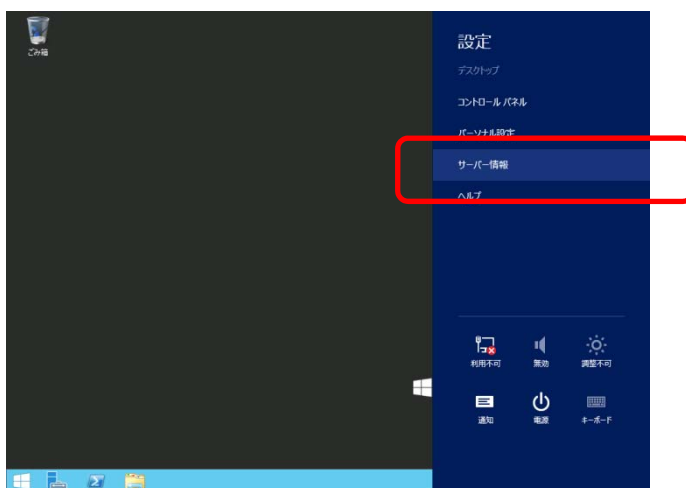 ごみ箱
設定
デスクトップ
コントロール パネル
パーソナル設定
サーバー情報
ヘルプ
利用不可
無効
調整不可
通知
電源
キーボード